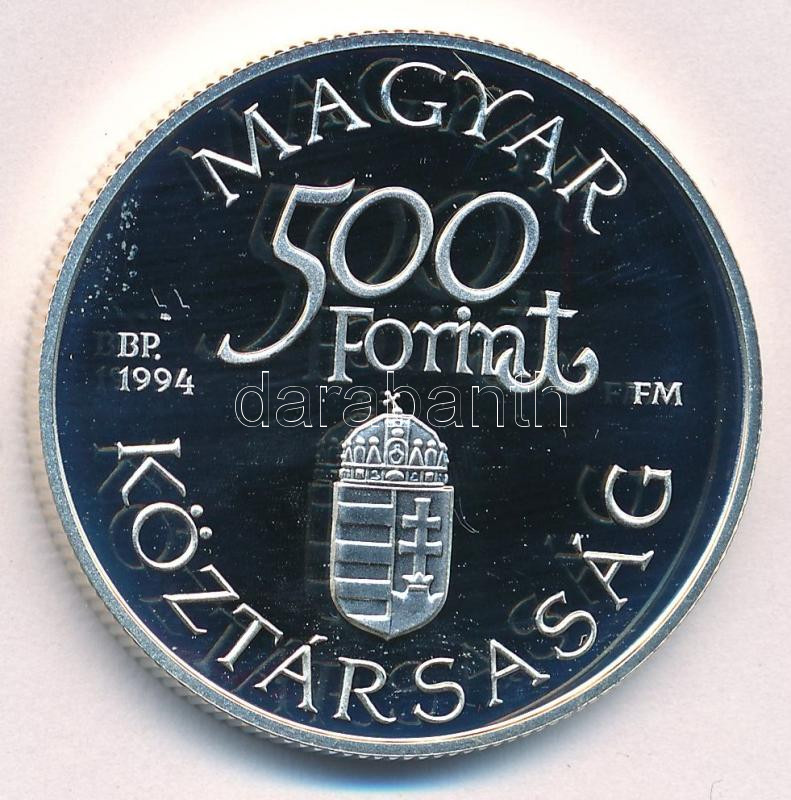 MAGYAR
500
Forint
BP.
1994
FM
darabanth
KÖZTÁRSASÁG